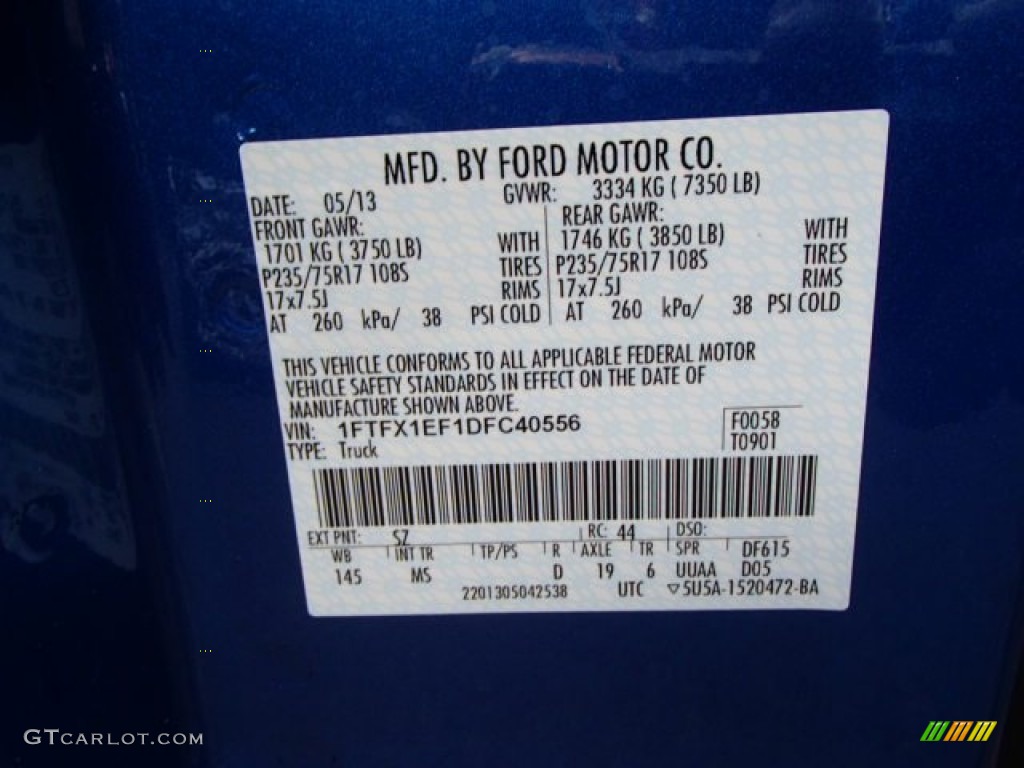 MFD. BY FORD MOTOR CO.
DATE: 05/13 GVWR: 3334 KG ( 7350 LB)
FRONT GAWR: REAR GAWR:
1701 KG ( 3750 LB) WITH 1746 KG ( 3850 LB) WITH
P235/75R17 108S TIRES P235/75R17 108S TIRES
17x7.5J RIMS 17x7.5J RIMS
AT 260 kPa/ 38 PSI COLD AT 260 kPa/ 38 PSI COLD
THIS VEHICLE CONFORMS TO ALL APPLICABLE FEDERAL MOTOR
VEHICLE SAFETY STANDARDS IN EFFECT ON THE DATE OF
MANUFACTURE SHOWN ABOVE.
VIN: 1FTFX1EF1DFC40556 F0058
TYPE: Truck T0901
EXT PNT: SZ RC: 44 DSO:
WB INT TR TP/PS R AXLE TR SPR DF615
145 MS D 19 6 UUAA D05
2201305042538 UTC ▽5U5A-1520472-BA
GTCARLOT.COM